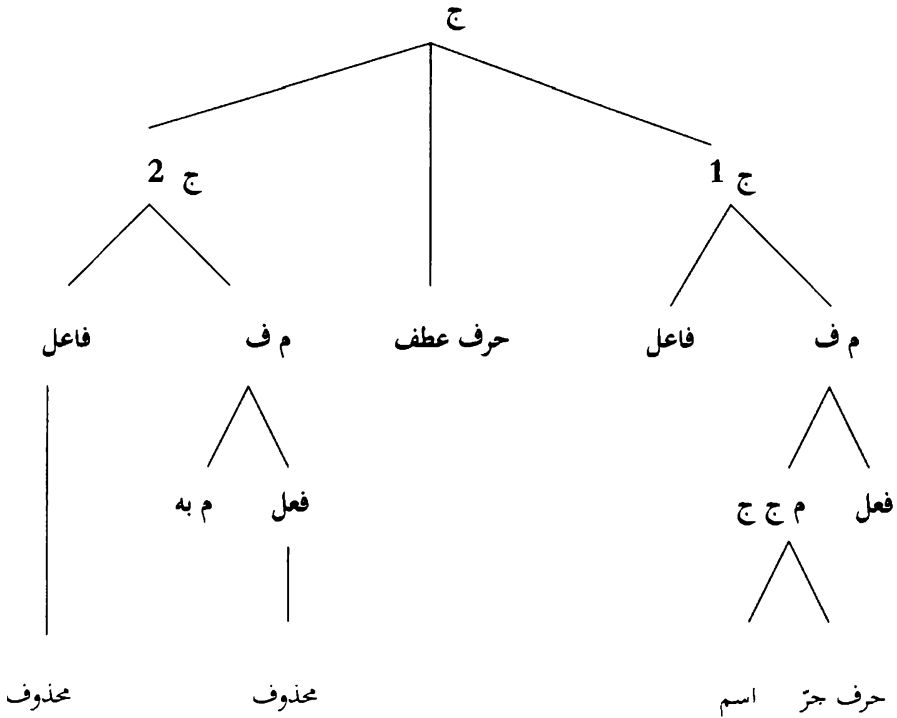 ج
ج 1
ج 2
م ف
فاعل
حرف عطف
م ف
فاعل
فعل
م ج ج
فعل
م به
حرف جرّ
اسم
محذوف
محذوف